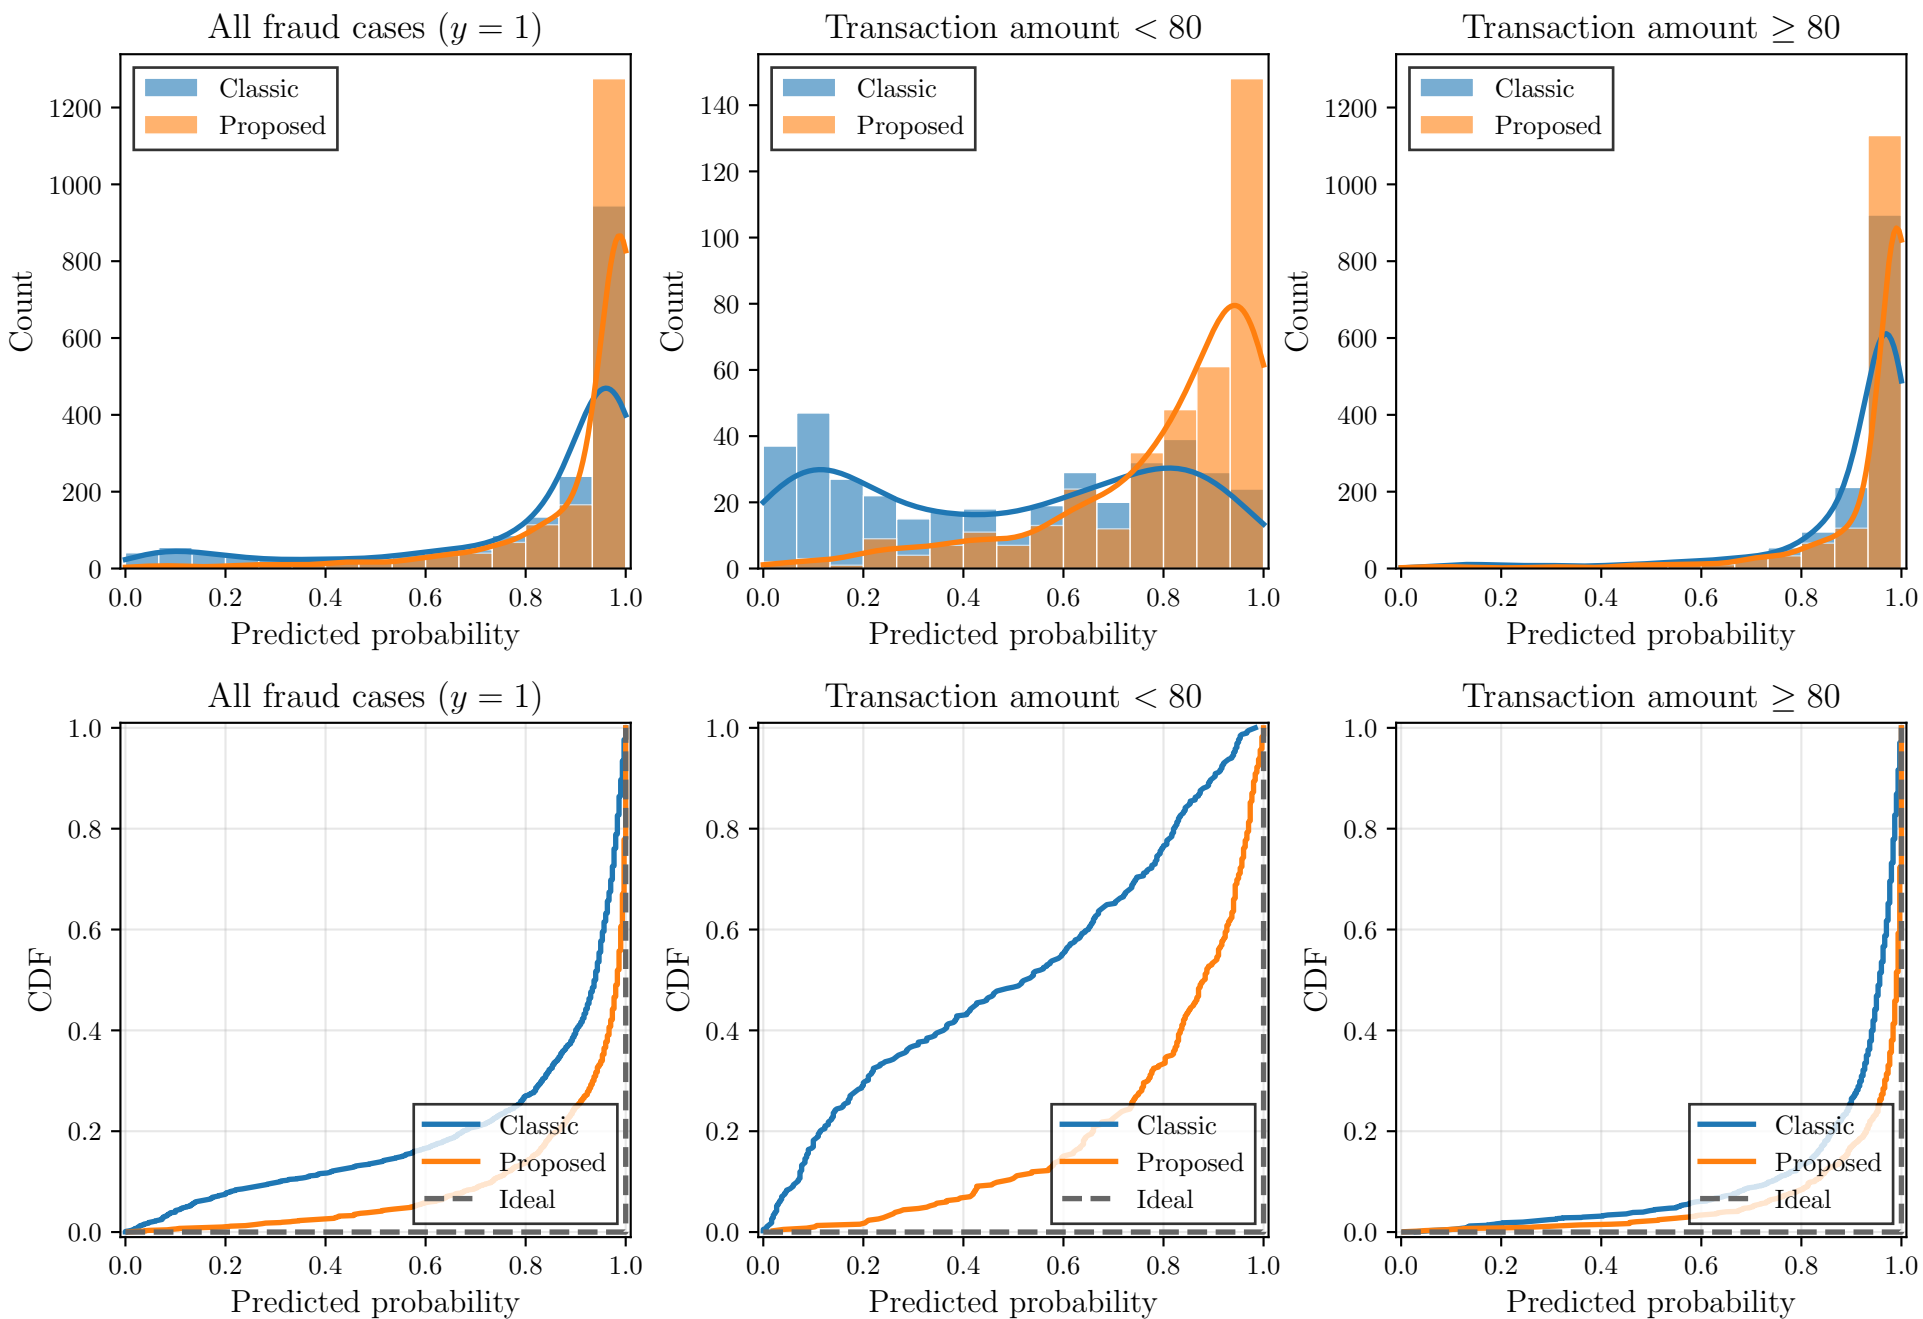 All fraud cases (y = 1)
Classic
Proposed
Count
0
200
400
600
800
1000
1200
0.0 0.2 0.4 0.6 0.8 1.0
Predicted probability
Transaction amount < 80
Classic
Proposed
Count
0
20
40
60
80
100
120
140
0.0 0.2 0.4 0.6 0.8 1.0
Predicted probability
Transaction amount ≥ 80
Classic
Proposed
Count
0
200
400
600
800
1000
1200
0.0 0.2 0.4 0.6 0.8 1.0
Predicted probability
All fraud cases (y = 1)
CDF
0.0
0.2
0.4
0.6
0.8
1.0
Classic
Proposed
Ideal
0.0 0.2 0.4 0.6 0.8 1.0
Predicted probability
Transaction amount < 80
CDF
0.0
0.2
0.4
0.6
0.8
1.0
Classic
Proposed
Ideal
0.0 0.2 0.4 0.6 0.8 1.0
Predicted probability
Transaction amount ≥ 80
CDF
0.0
0.2
0.4
0.6
0.8
1.0
Classic
Proposed
Ideal
0.0 0.2 0.4 0.6 0.8 1.0
Predicted probability